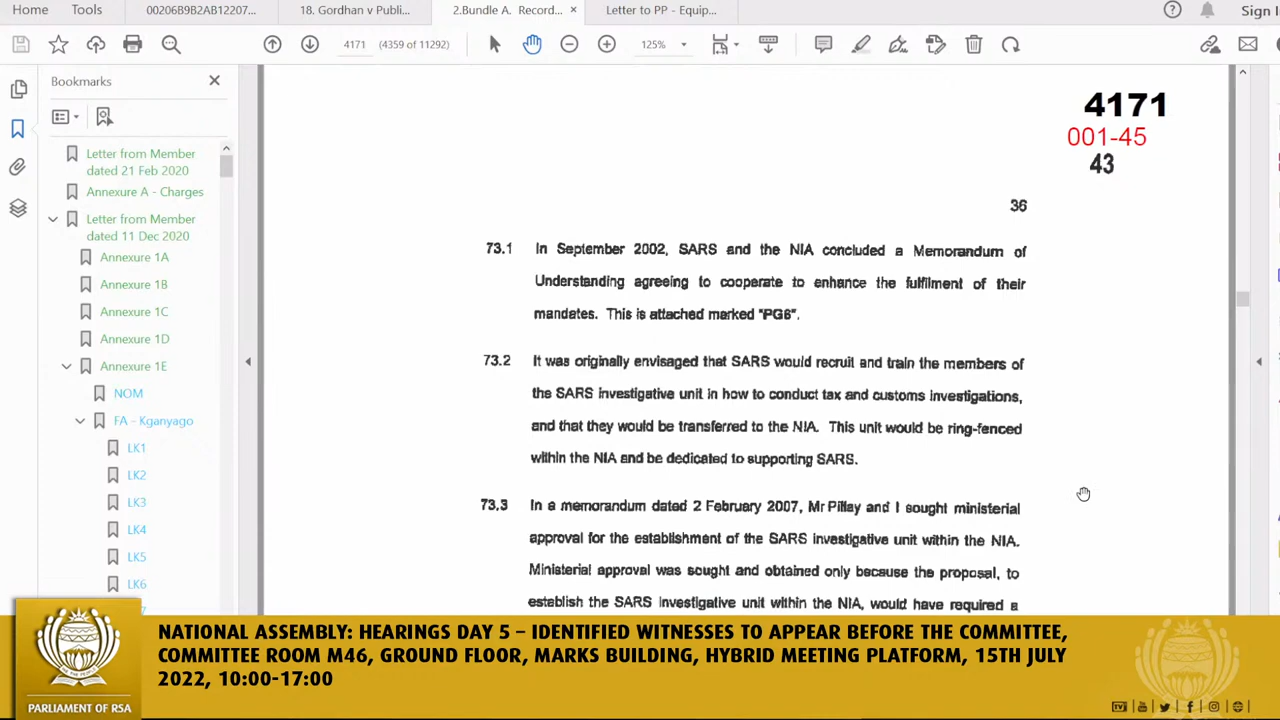 Home Tools 00206B9B2AB12207... 18. Gordhan v Publi... 2.Bundle A. Record... × Letter to PP - Equip... Sign I
4171 (4359 of 11292) 125%
Bookmarks
Letter from Member
dated 21 Feb 2020
Annexure A - Charges
Letter from Member
dated 11 Dec 2020
Annexure 1A
Annexure 1B
Annexure 1C
Annexure 1D
Annexure 1E
NOM
FA - Kganyago
LK1
LK2
LK3
LK4
LK5
LK6
4171
001-45
43
36
73.1 In September 2002, SARS and the NIA concluded a Memorandum of
Understanding agreeing to cooperate to enhance the fulfilment of their
mandates. This is attached marked "PG6".
73.2 It was originally envisaged that SARS would recruit and train the members of
the SARS investigative unit in how to conduct tax and customs investigations,
and that they would be transferred to the NIA. This unit would be ring-fenced
within the NIA and be dedicated to supporting SARS.
73.3 In a memorandum dated 2 February 2007, Mr Pillay and I sought ministerial
approval for the establishment of the SARS investigative unit within the NIA.
Ministerial approval was sought and obtained only because the proposal, to
establish the SARS investigative unit within the NIA, would have required a
NATIONAL ASSEMBLY: HEARINGS DAY 5 – IDENTIFIED WITNESSES TO APPEAR BEFORE THE COMMITTEE,
COMMITTEE ROOM M46, GROUND FLOOR, MARKS BUILDING, HYBRID MEETING PLATFORM, 15TH JULY
2022, 10:00-17:00
PARLIAMENT OF RSA